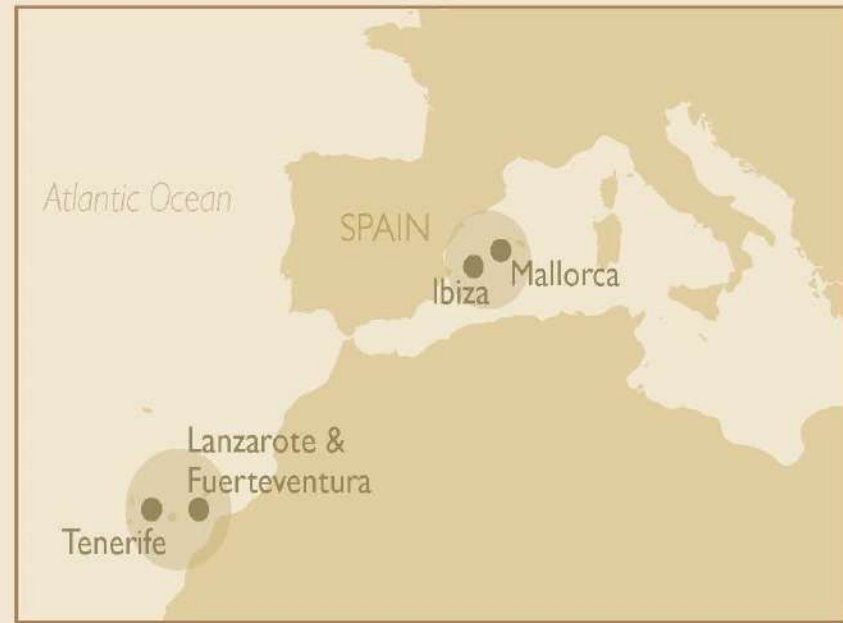 Atlantic Ocean
SPAIN
Mallorca
Ibiza
Lanzarote &
Fuerteventura
Tenerife